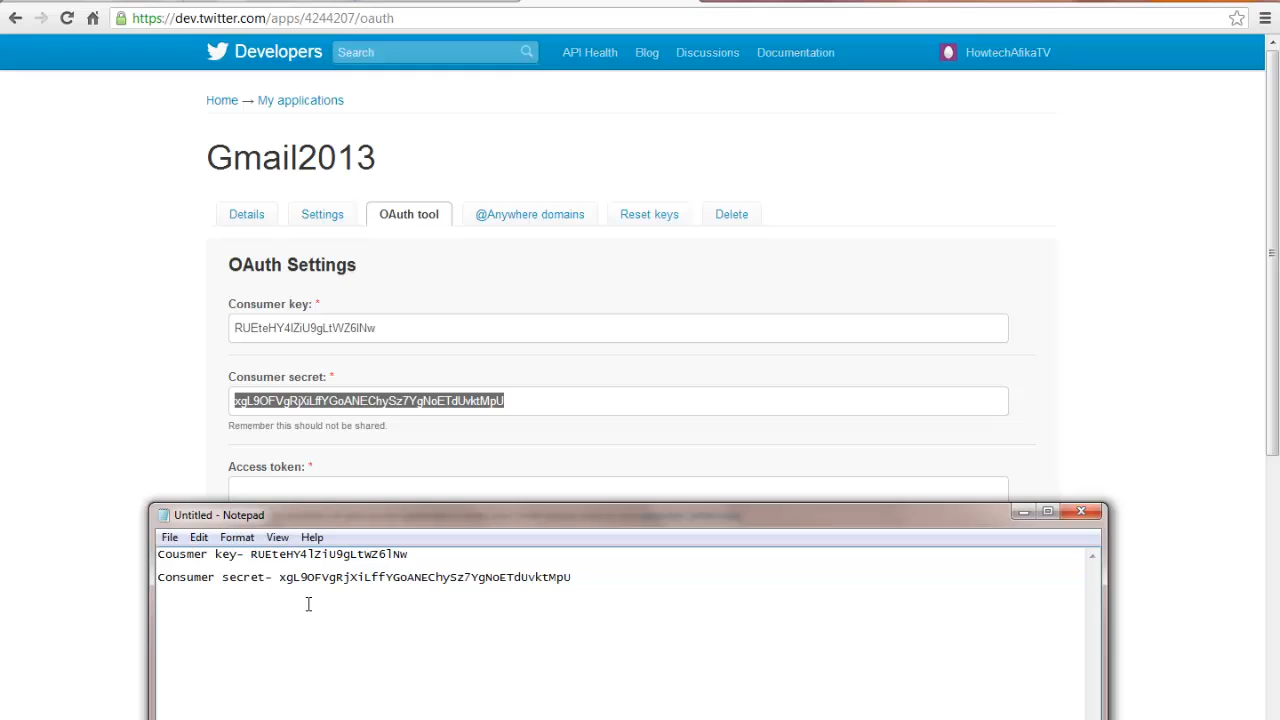 https://dev.twitter.com/apps/4244207/oauth
Developers Search API Health Blog Discussions Documentation HowtechAfikaTV
Home → My applications
Gmail2013
Details Settings OAuth tool @Anywhere domains Reset keys Delete
OAuth Settings
Consumer key: *
RUEteHY4lZiU9gLtWZ6lNw
Consumer secret: *
xgL9OFVgRjXiLffYGoANEChySz7YgNoETdUvktMpU
Remember this should not be shared.
Access token: *
Untitled - Notepad
File Edit Format View Help
Cousmer key- RUEteHY4lZiU9gLtWZ6lNw
Consumer secret- xgL9OFVgRjXiLffYGoANEChySz7YgNoETdUvktMpU